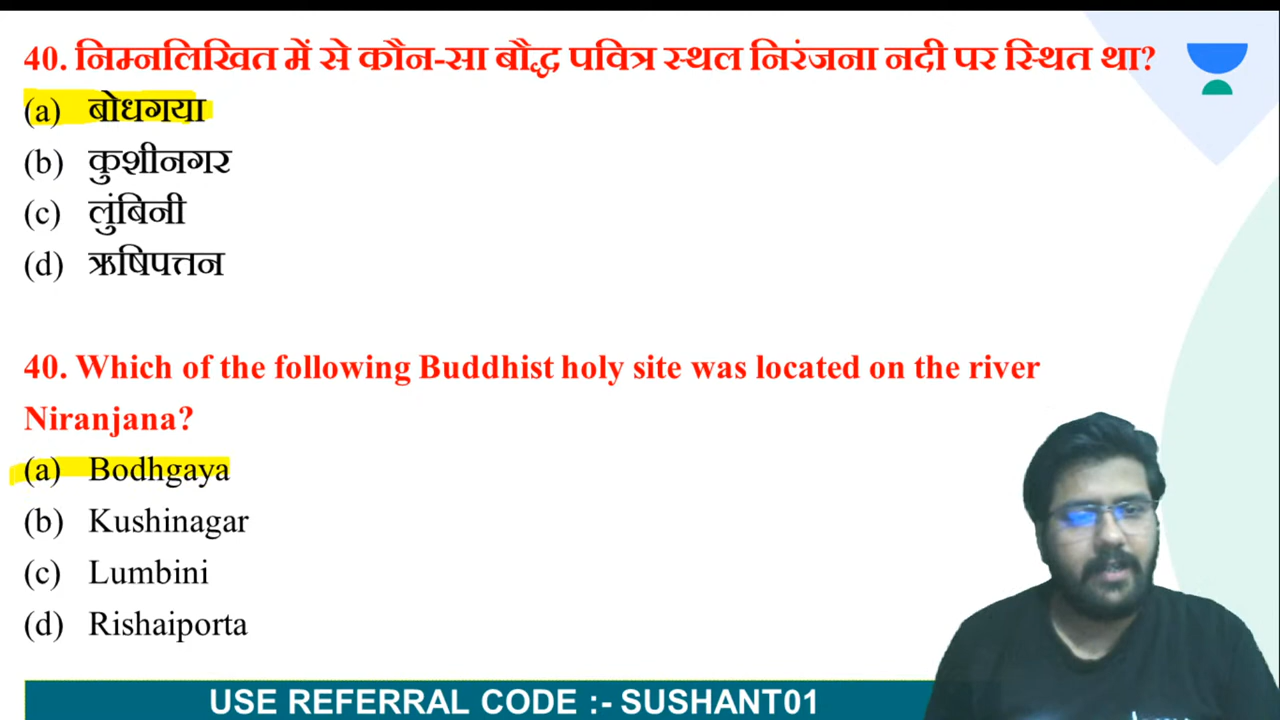 40. निम्नलिखित में से कौन-सा बौद्ध पवित्र स्थल निरंजना नदी पर स्थित था?
(a) बोधगया
(b) कुशीनगर
(c) लुंबिनी
(d) ऋषिपत्तन
40. Which of the following Buddhist holy site was located on the river
Niranjana?
(a) Bodhgaya
(b) Kushinagar
(c) Lumbini
(d) Rishaiporta
USE REFERRAL CODE :- SUSHANT01